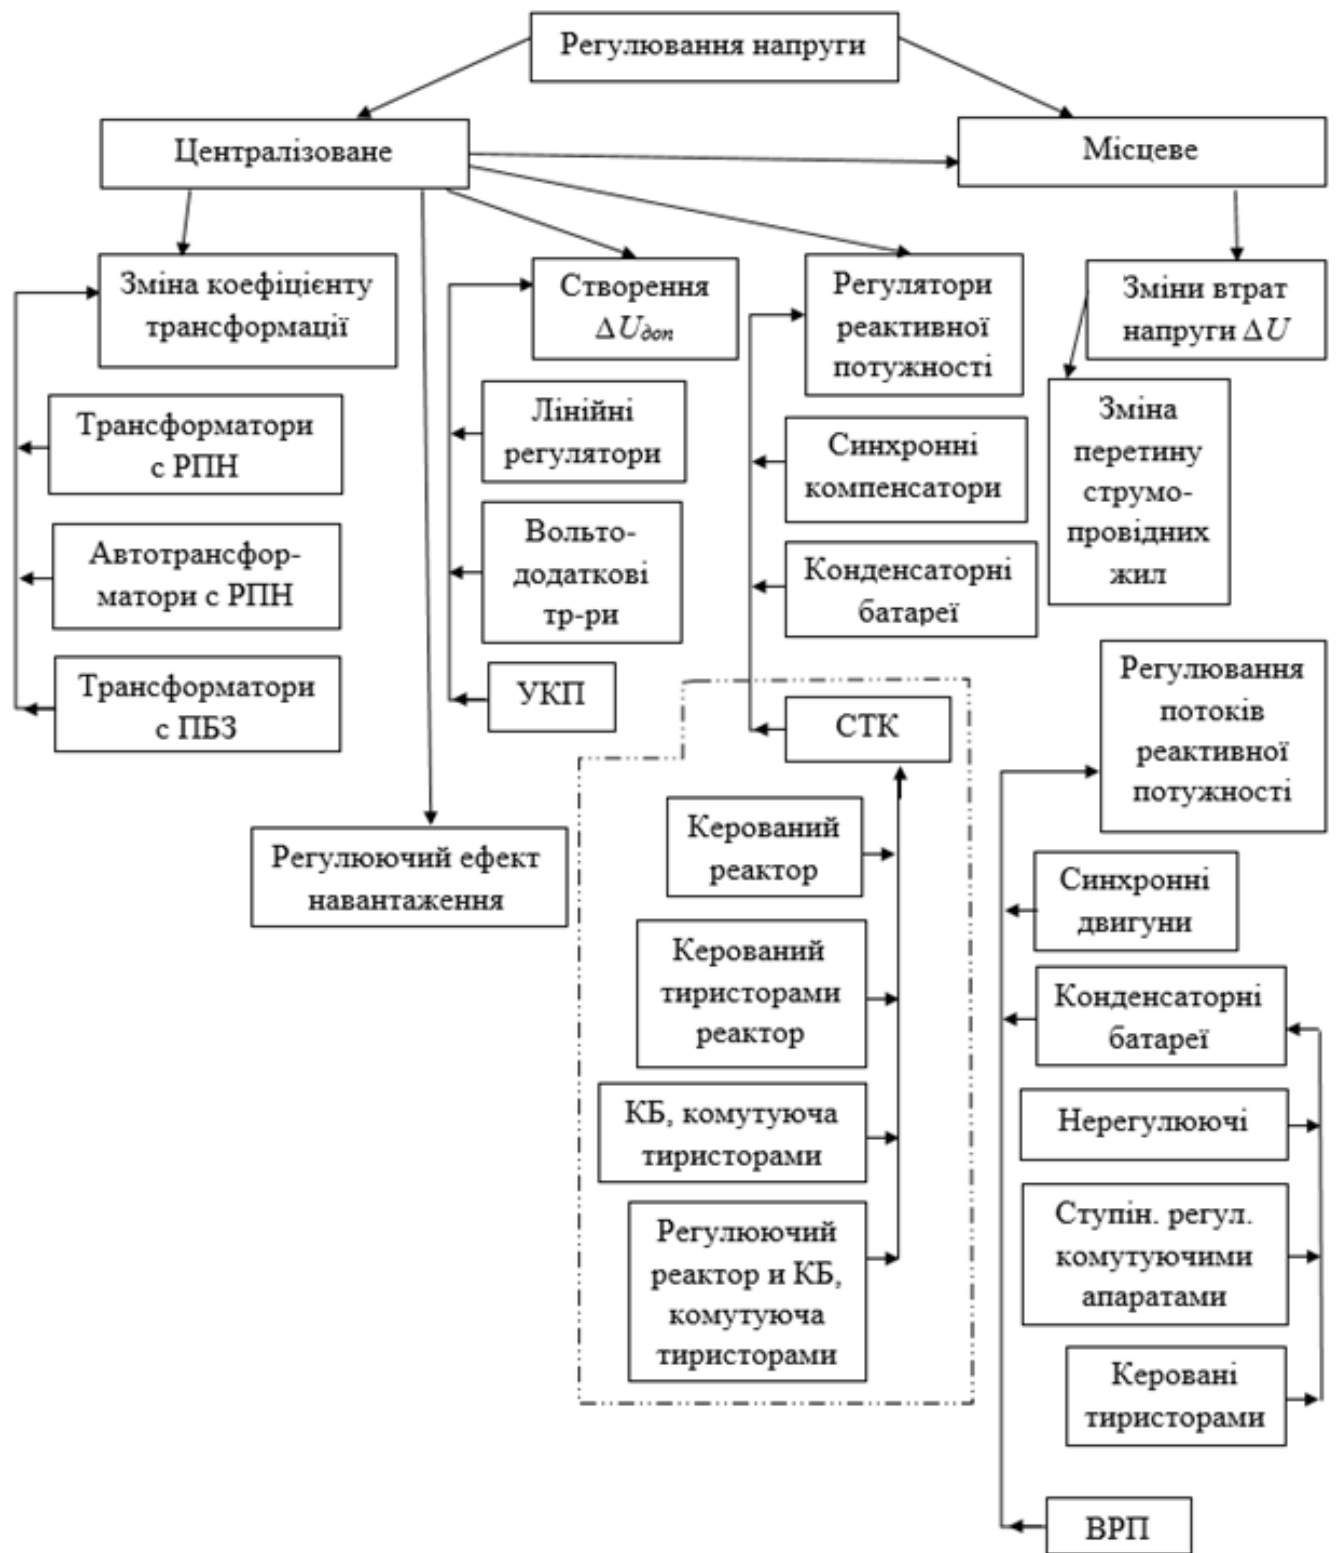 Регулювання напруги
Централізоване
Місцеве
Зміна коефіцієнту
трансформації
Трансформатори
с РПН
Автотрансфор-
матори с РПН
Трансформатори
с ПБЗ
Регулюючий ефект
навантаження
Створення
ΔUдоп
Лінійні
регулятори
Вольто-
додаткові
тр-ри
УКП
Регулятори
реактивної
потужності
Синхронні
компенсатори
Конденсаторні
батареї
СТК
Керований
реактор
Керований
тиристорами
реактор
КБ, комутуюча
тиристорами
Регулюючий
реактор и КБ,
комутуюча
тиристорами
Зміни втрат
напруги ΔU
Зміна
перетину
струмо-
провідних
жил
Регулювання
потоків
реактивної
потужності
Синхронні
двигуни
Конденсаторні
батареї
Нерегулюючі
Ступін. регул.
комутуючими
апаратами
Керовані
тиристорами
ВРП